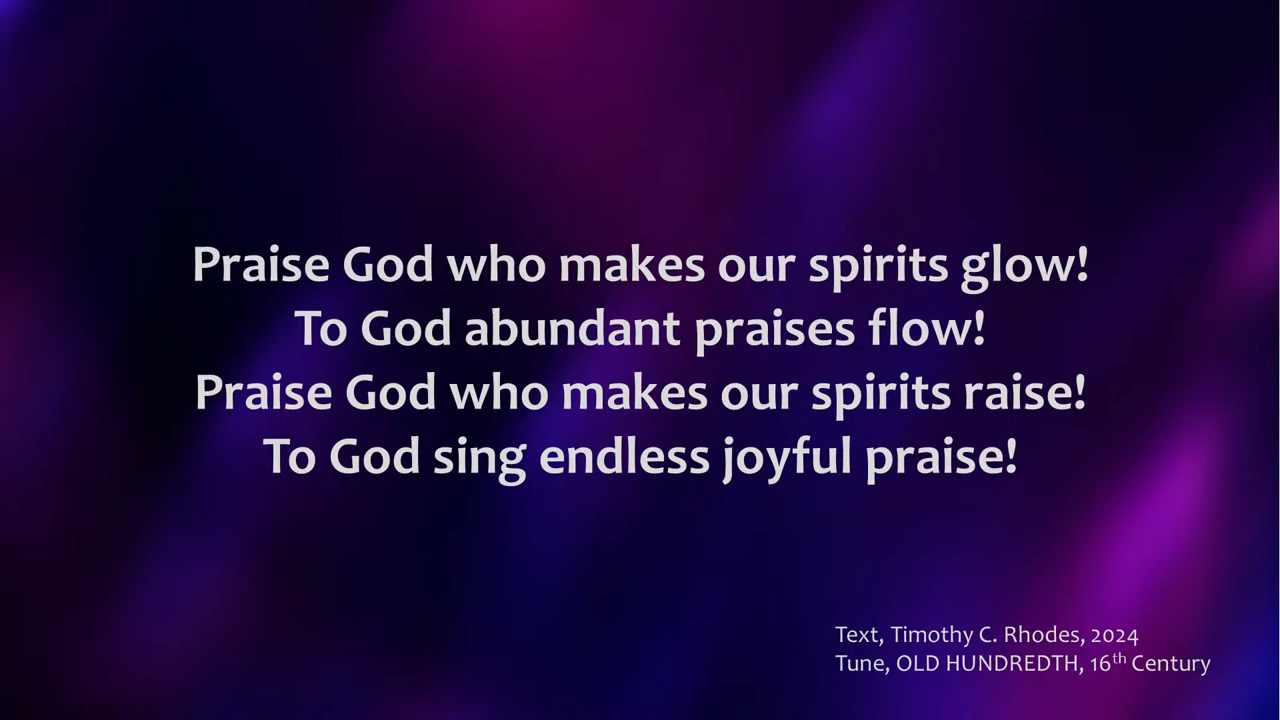 Praise God who makes our spirits glow!
To God abundant praises flow!
Praise God who makes our spirits raise!
To God sing endless joyful praise!
Text, Timothy C. Rhodes, 2024
Tune, OLD HUNDREDTH, 16th Century